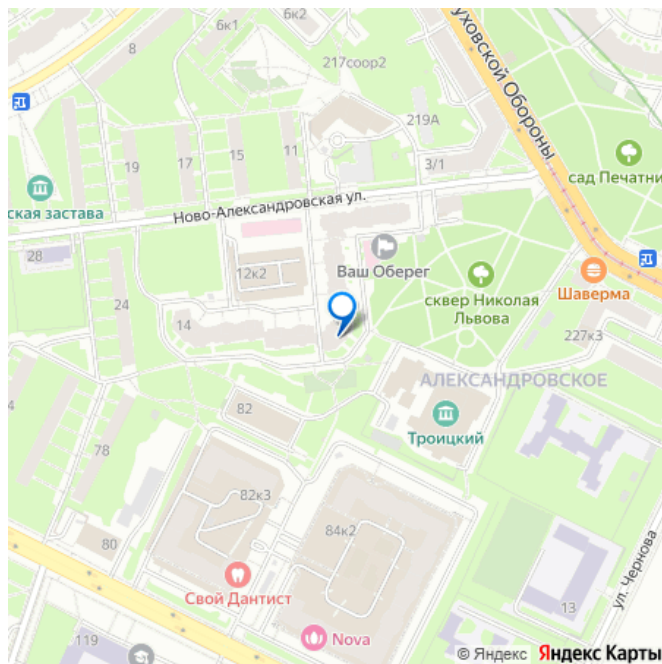 6к1
6к2
8
217соор2
уховской Обороны
219А
19
17
15
11
3/1
сад Печатни
ская застава
Ново-Александровская ул.
28
12к2
Ваш Оберег
сквер Николая
Львова
Шаверма
24
14
227к3
АЛЕКСАНДРОВСКОЕ
4
82
Троицкий
78
82к3
84к2
80
Свой Дантист
13
ул. Чернова
119
Nova
© Яндекс Яндекс Карты